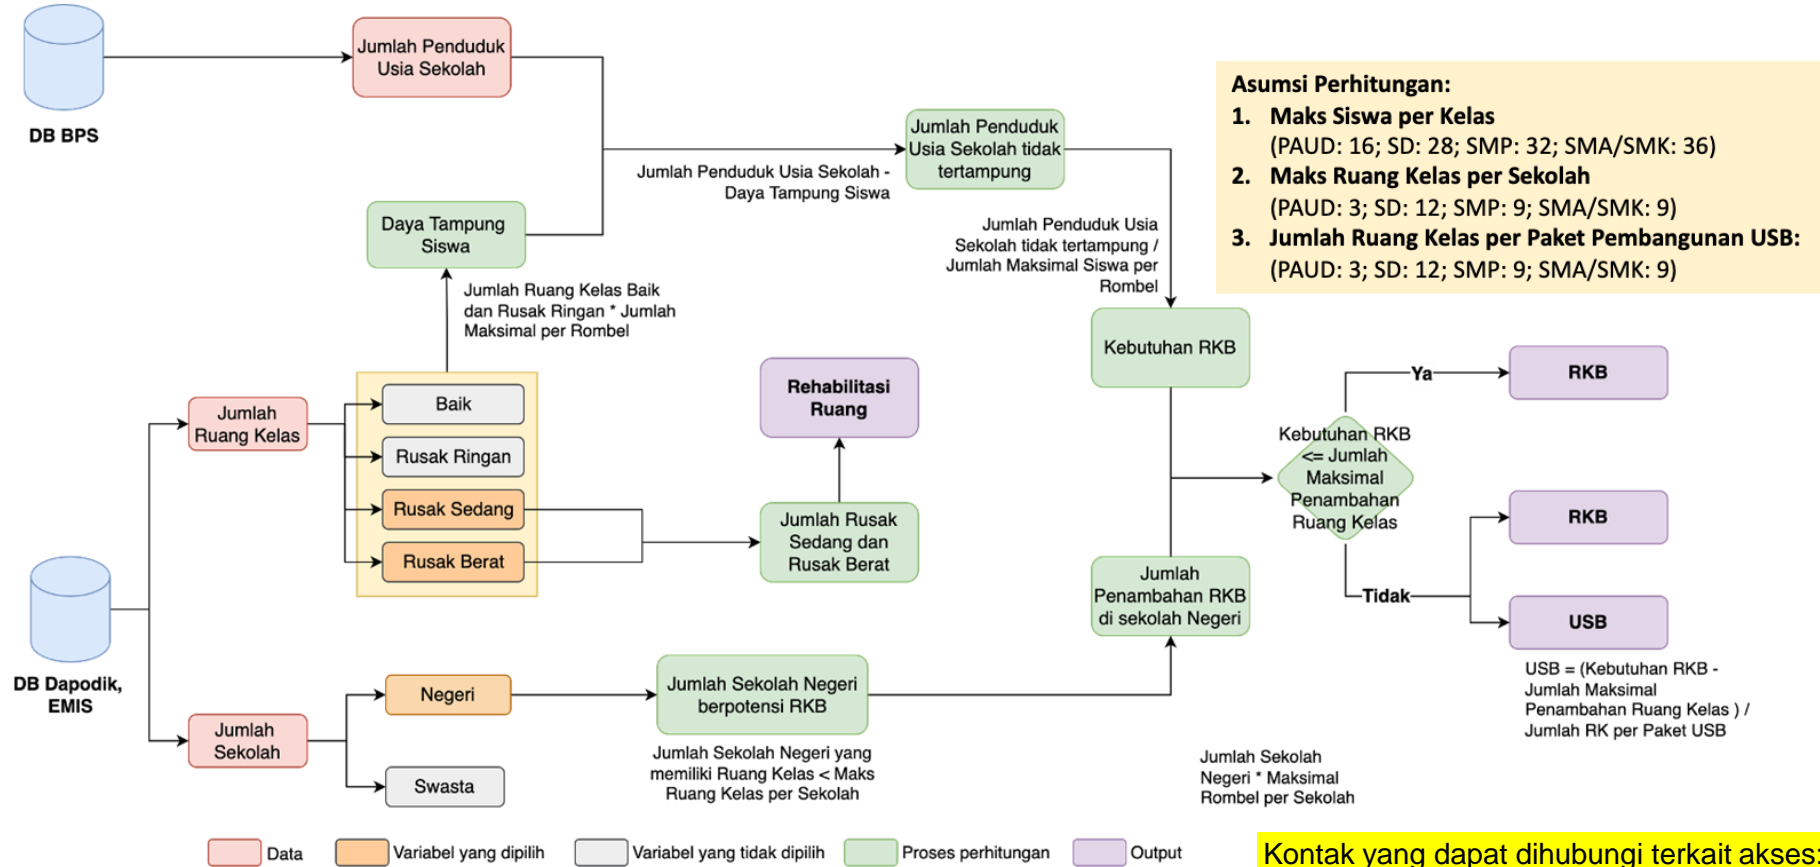 Jumlah Penduduk
Usia Sekolah
DB BPS
Asumsi Perhitungan:
1. Maks Siswa per Kelas
(PAUD: 16; SD: 28; SMP: 32; SMA/SMK: 36)
2. Maks Ruang Kelas per Sekolah
(PAUD: 3; SD: 12; SMP: 9; SMA/SMK: 9)
3. Jumlah Ruang Kelas per Paket Pembangunan USB:
(PAUD: 3; SD: 12; SMP: 9; SMA/SMK: 9)
Jumlah Penduduk
Usia Sekolah tidak
tertampung
Jumlah Penduduk Usia Sekolah -
Daya Tampung Siswa
Daya Tampung
Siswa
Jumlah Penduduk Usia
Sekolah tidak tertampung /
Jumlah Maksimal Siswa per
Rombel
Jumlah Ruang Kelas Baik
dan Rusak Ringan * Jumlah
Maksimal per Rombel
Kebutuhan RKB
Jumlah
Ruang Kelas
Baik
Rusak Ringan
Rusak Sedang
Rusak Berat
Rehabilitasi
Ruang
Jumlah Rusak
Sedang dan
Rusak Berat
Kebutuhan RKB
<= Jumlah
Maksimal
Penambahan
Ruang Kelas
Ya
RKB
RKB
Tidak
USB
USB = (Kebutuhan RKB -
Jumlah Maksimal
Penambahan Ruang Kelas ) /
Jumlah RK per Paket USB
Jumlah
Penambahan RKB
di sekolah Negeri
DB Dapodik,
EMIS
Jumlah
Sekolah
Negeri
Swasta
Jumlah Sekolah Negeri
berpotensi RKB
Jumlah Sekolah Negeri yang
memiliki Ruang Kelas < Maks
Ruang Kelas per Sekolah
Jumlah Sekolah
Negeri * Maksimal
Rombel per Sekolah
Data
Variabel yang dipilih
Variabel yang tidak dipilih
Proses perhitungan
Output
Kontak yang dapat dihubungi terkait akses